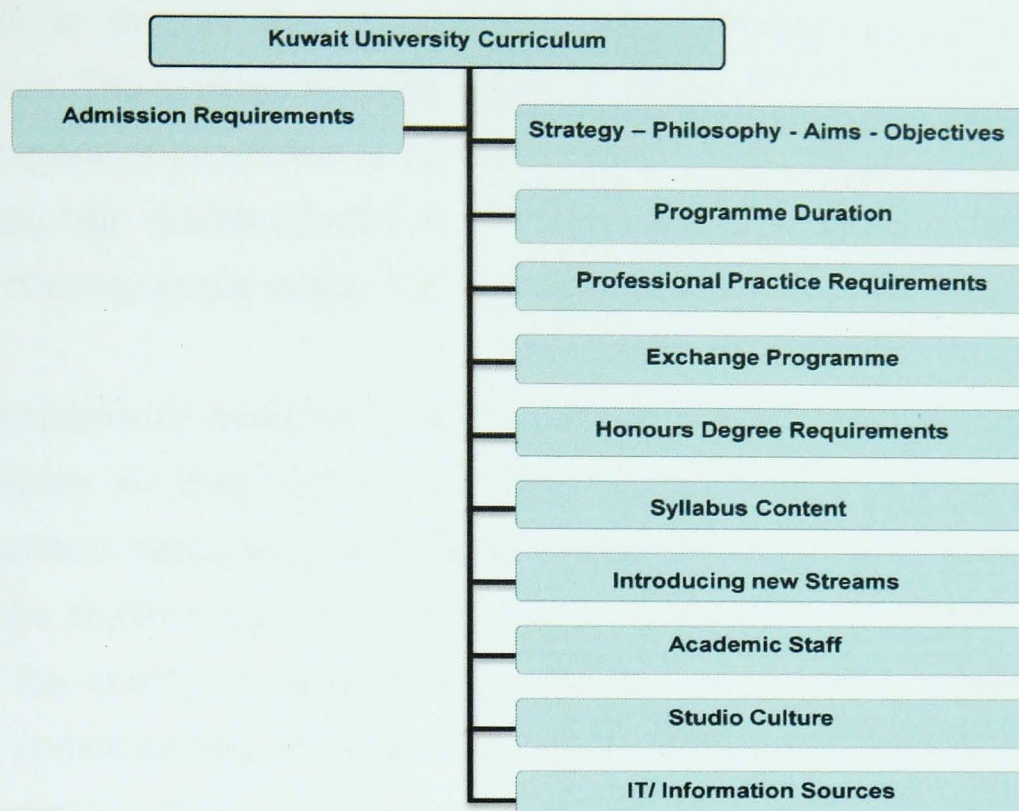 Kuwait University Curriculum
Admission Requirements
Strategy – Philosophy - Aims - Objectives
Programme Duration
Professional Practice Requirements
Exchange Programme
Honours Degree Requirements
Syllabus Content
Introducing new Streams
Academic Staff
Studio Culture
IT/ Information Sources